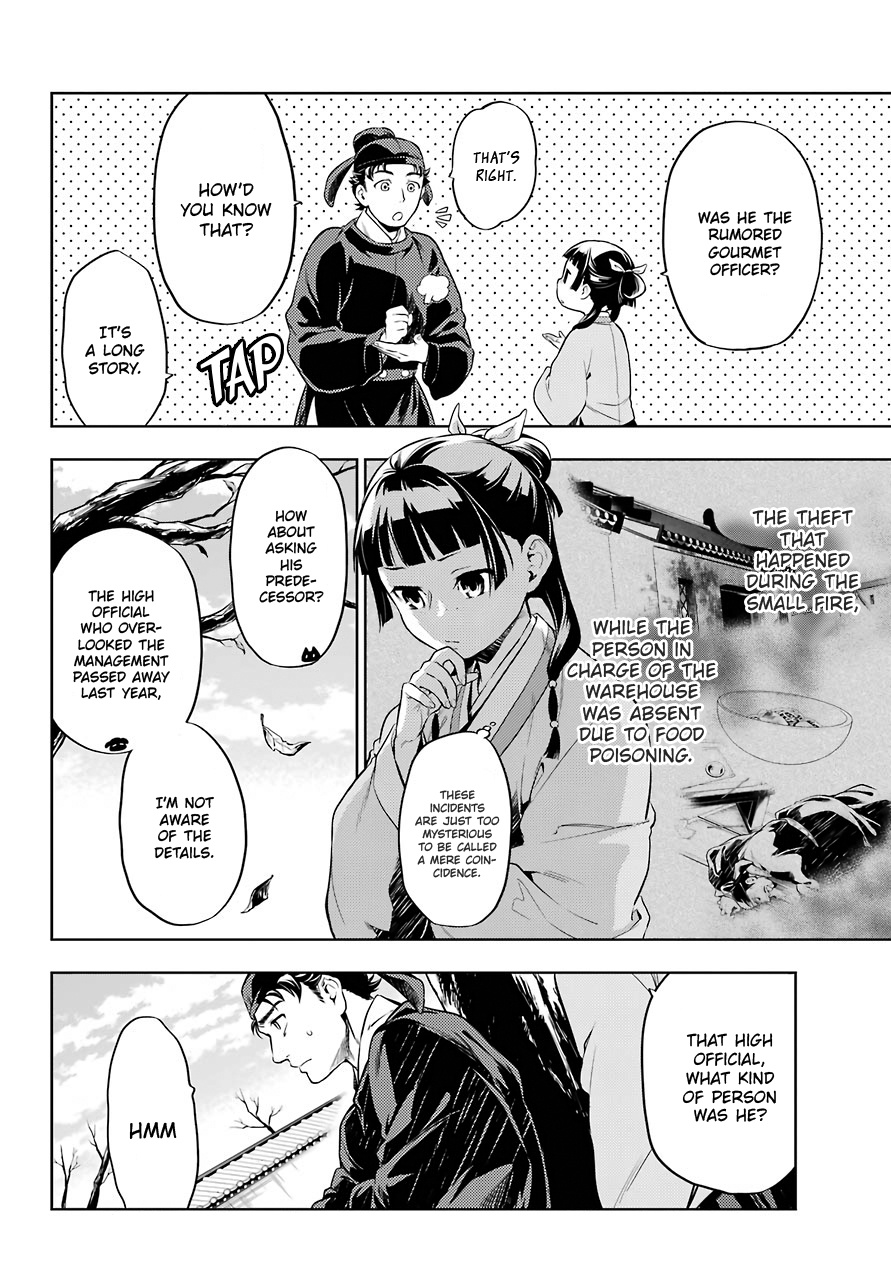 WAS HE THE
RUMORED
GOURMET
OFFICER?
THAT'S
RIGHT.
HOW'D
YOU KNOW
THAT?
TAP
IT'S
A LONG
STORY.
THE THEFT
THAT
HAPPENED
DURING THE
SMALL FIRE,
WHILE THE
PERSON IN
CHARGE OF THE
WAREHOUSE
WAS ABSENT
DUE TO FOOD
POISONING.
THESE
INCIDENTS
ARE JUST TOO
MYSTERIOUS
TO BE CALLED
A MERE COIN-
CIDENCE.
HOW
ABOUT
ASKING
HIS
PREDE-
CESSOR?
THE HIGH
OFFICIAL
WHO OVER-
LOOKED THE
MANAGEMENT
PASSED AWAY
LAST YEAR,
I'M NOT
AWARE
OF THE
DETAILS.
THAT HIGH
OFFICIAL,
WHAT KIND
OF PERSON
WAS HE?
HMM